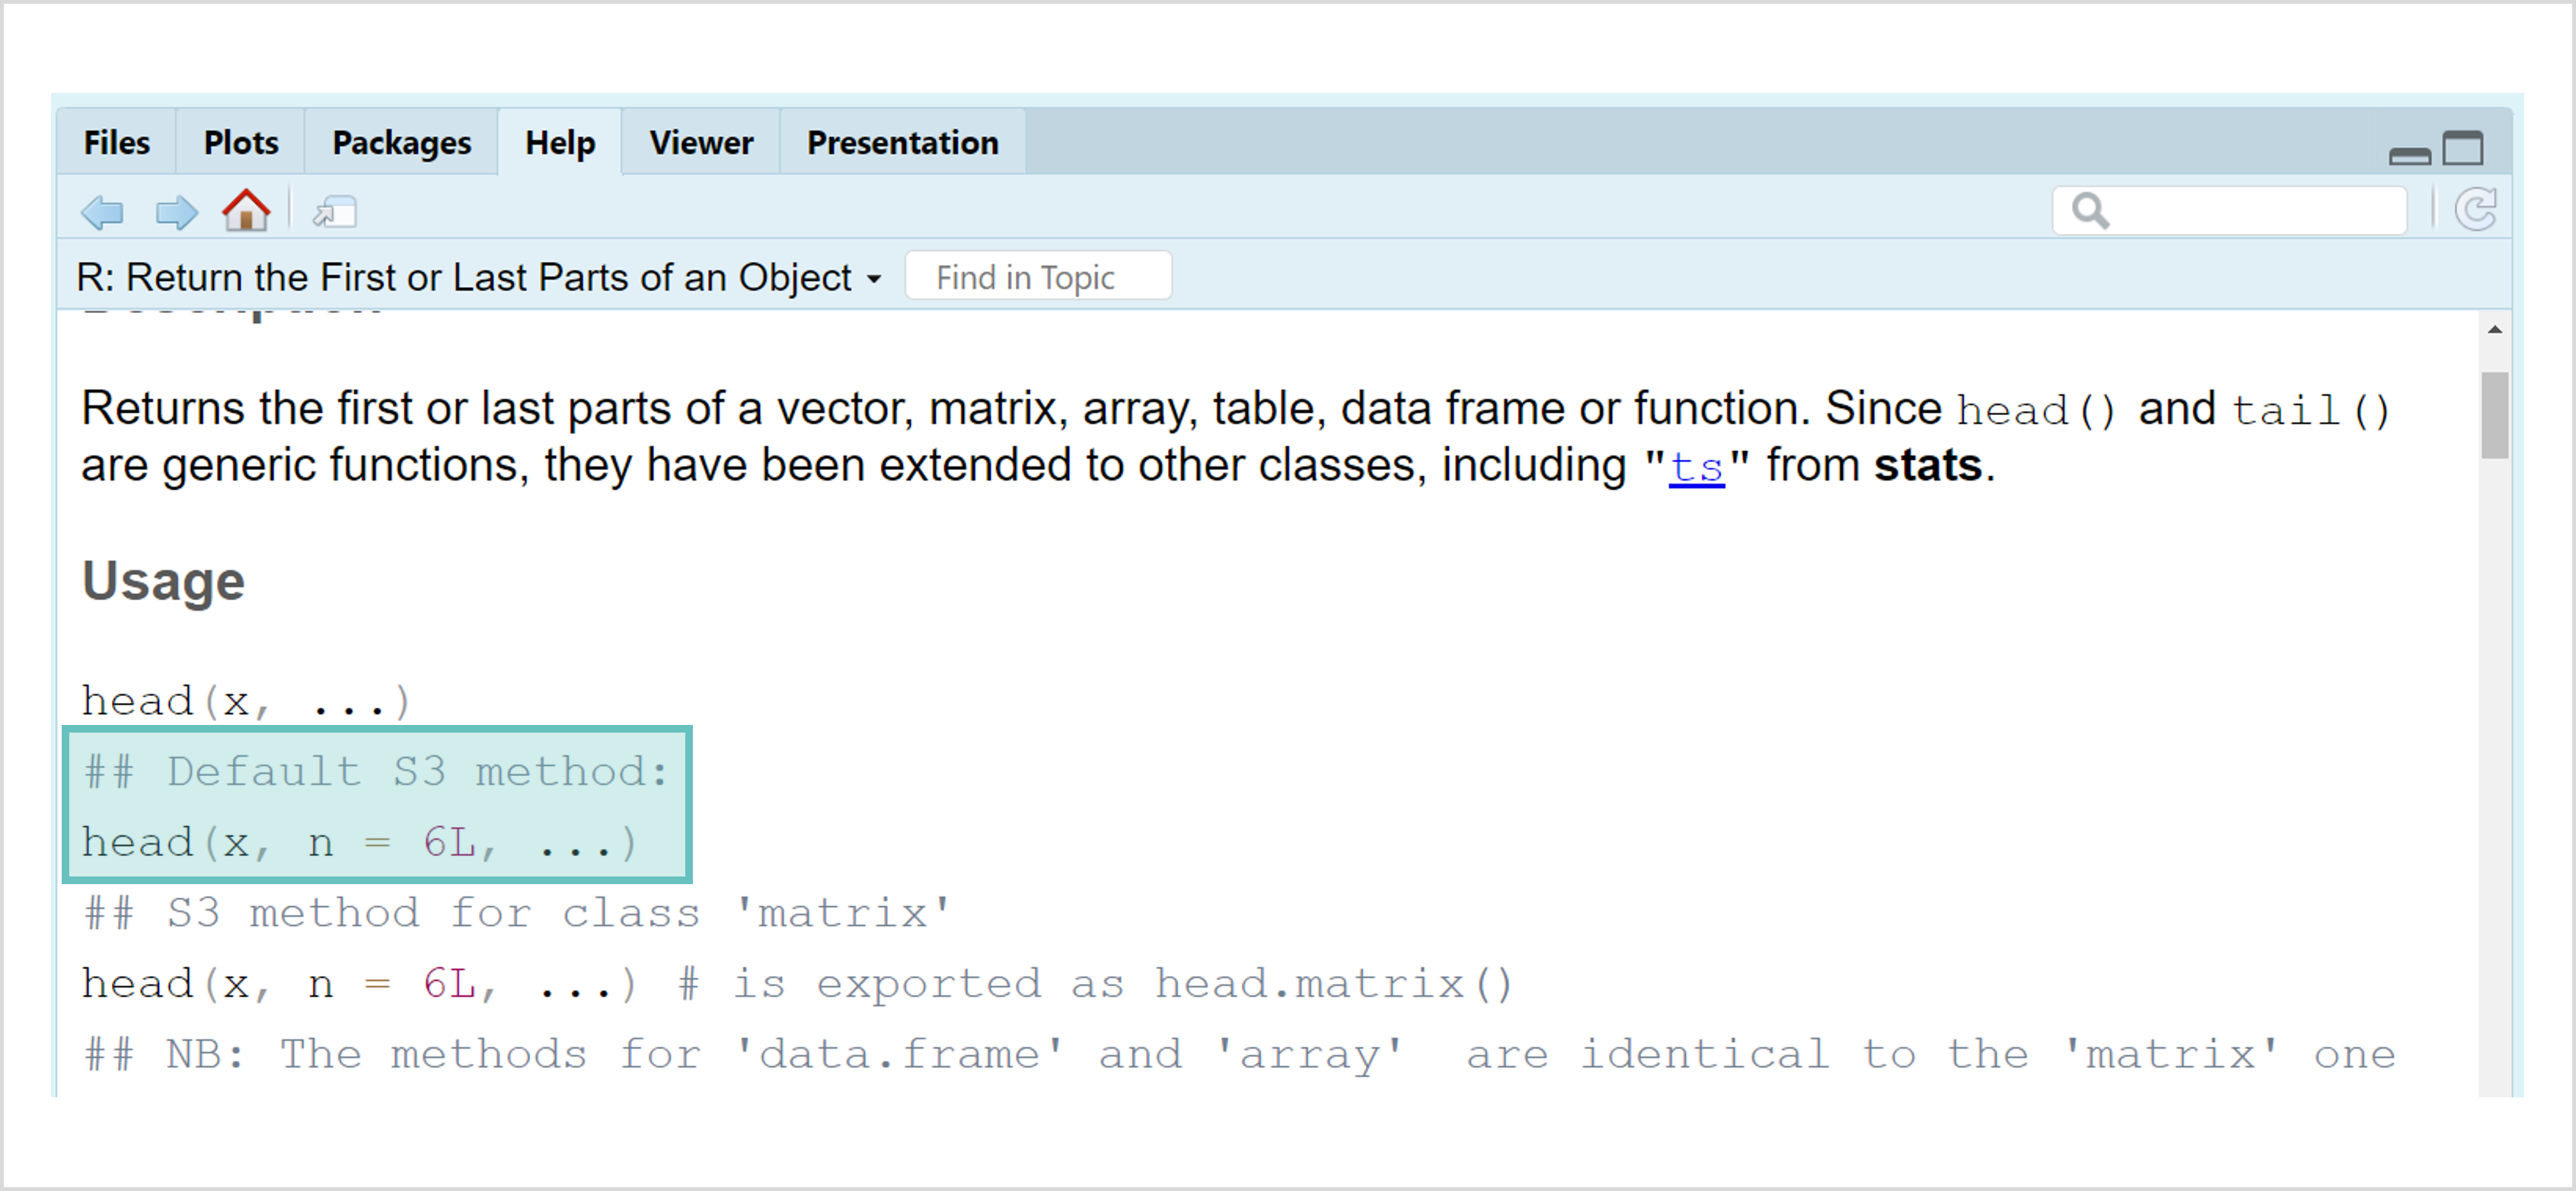 Files Plots Packages Help Viewer Presentation
R: Return the First or Last Parts of an Object Find in Topic
Returns the first or last parts of a vector, matrix, array, table, data frame or function. Since head() and tail()
are generic functions, they have been extended to other classes, including "ts" from stats.
Usage
head(x, ...)
## Default S3 method:
head(x, n = 6L, ...)
## S3 method for class 'matrix'
head(x, n = 6L, ...) # is exported as head.matrix()
## NB: The methods for 'data.frame' and 'array'  are identical to the 'matrix' one